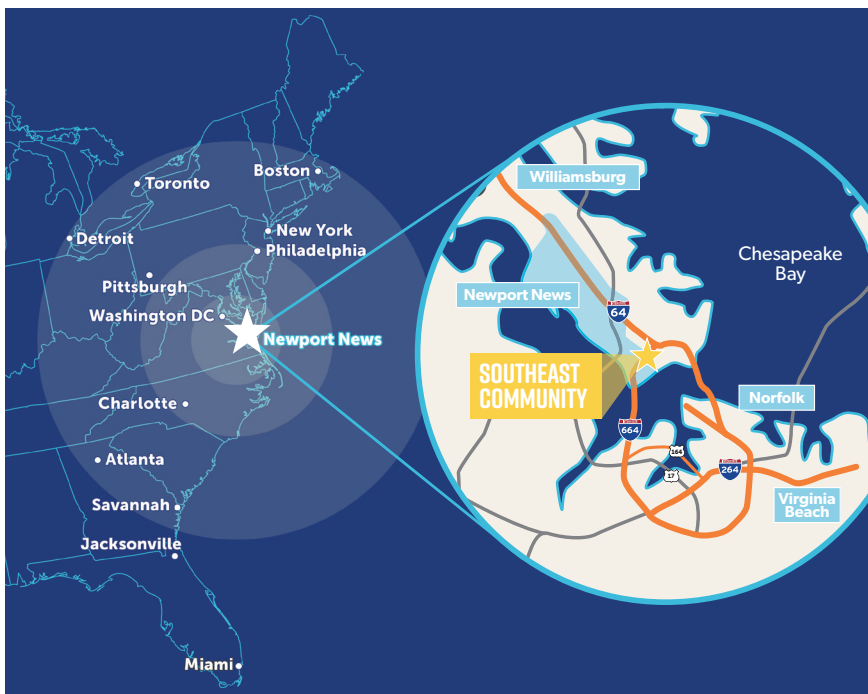 Boston
Toronto
New York
Detroit
Philadelphia
Pittsburgh
Washington DC
Newport News
Charlotte
Atlanta
Savannah
Jacksonville
Miami
Williamsburg
Chesapeake
Bay
Newport News
64
SOUTHEAST
COMMUNITY
Norfolk
664
164
264
17
Virginia
Beach